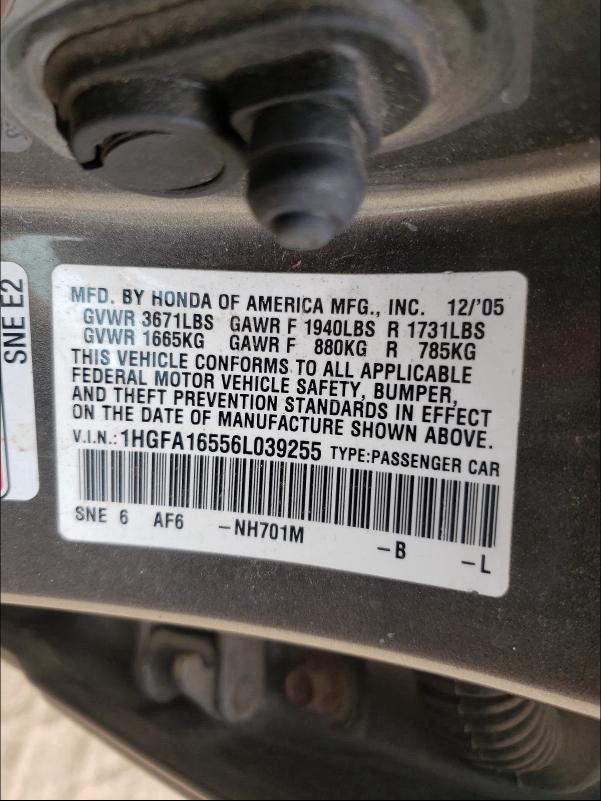 MFD. BY HONDA OF AMERICA MFG., INC. 12/'05
GVWR 3671LBS GAWR F 1940LBS R 1731LBS
GVWR 1665KG GAWR F 880KG R 785KG
THIS VEHICLE CONFORMS TO ALL APPLICABLE
FEDERAL MOTOR VEHICLE SAFETY, BUMPER,
AND THEFT PREVENTION STANDARDS IN EFFECT
ON THE DATE OF MANUFACTURE SHOWN ABOVE.
V.I.N.: 1HGFA16556L039255 TYPE:PASSENGER CAR
SNE 6 AF6 -NH701M -B -L
SNE E2